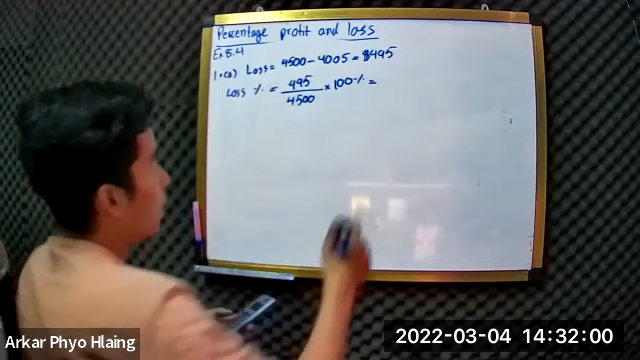 Percentage profit and loss
Ex 8.4
1.(a) Loss = 4500 - 4005 = $495
Loss % = 495/4500 × 100% =
Arkar Phyo Hlaing
2022-03-04 14:32:00